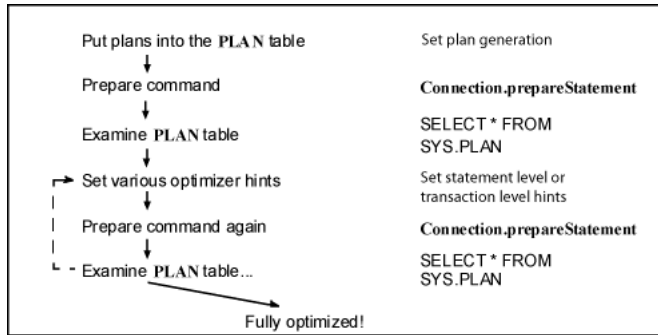 Put plans into the PLAN table
Set plan generation
Prepare command
Connection.prepareStatement
Examine PLAN table
SELECT * FROM
SYS.PLAN
Set various optimizer hints
Set statement level or
transaction level hints
Prepare command again
Connection.prepareStatement
Examine PLAN table...
SELECT * FROM
SYS.PLAN
Fully optimized!